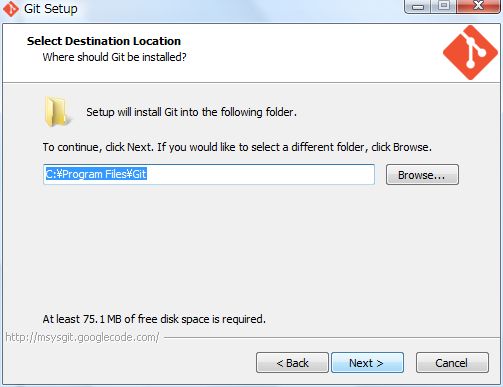 Git Setup
Select Destination Location
Where should Git be installed?
Setup will install Git into the following folder.
To continue, click Next. If you would like to select a different folder, click Browse.
C:¥Program Files¥Git
Browse...
At least 75.1 MB of free disk space is required.
http://msysgit.googlecode.com/
< Back
Next >
Cancel